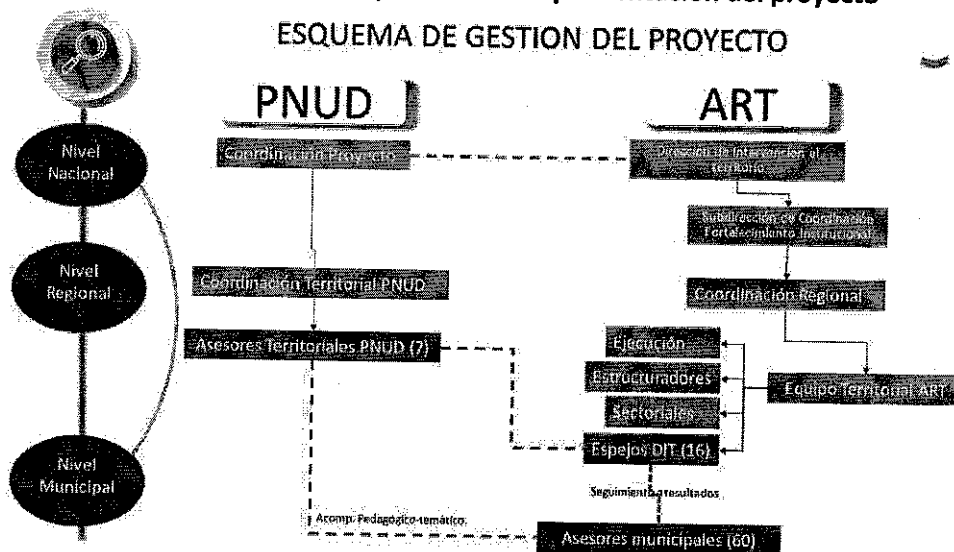 del proyecto
ESQUEMA DE GESTION DEL PROYECTO
PNUD
ART
Nivel
Nacional
Coordinación Proyecto
Dirección de Intervención al
territorio
Subdirección de Coordinación
Fortalecimiento Institucional
Nivel
Regional
Coordinación Territorial PNUD
Coordinación Regional
Asesores Territoriales PNUD (7)
Ejecución
Estructuradores
Equipo Territorial ART
Sectoriales
Espejos DIT (16)
Nivel
Municipal
Seguimiento a resultados
Acomp. Pedagógico-temático.
Asesores municipales (60)